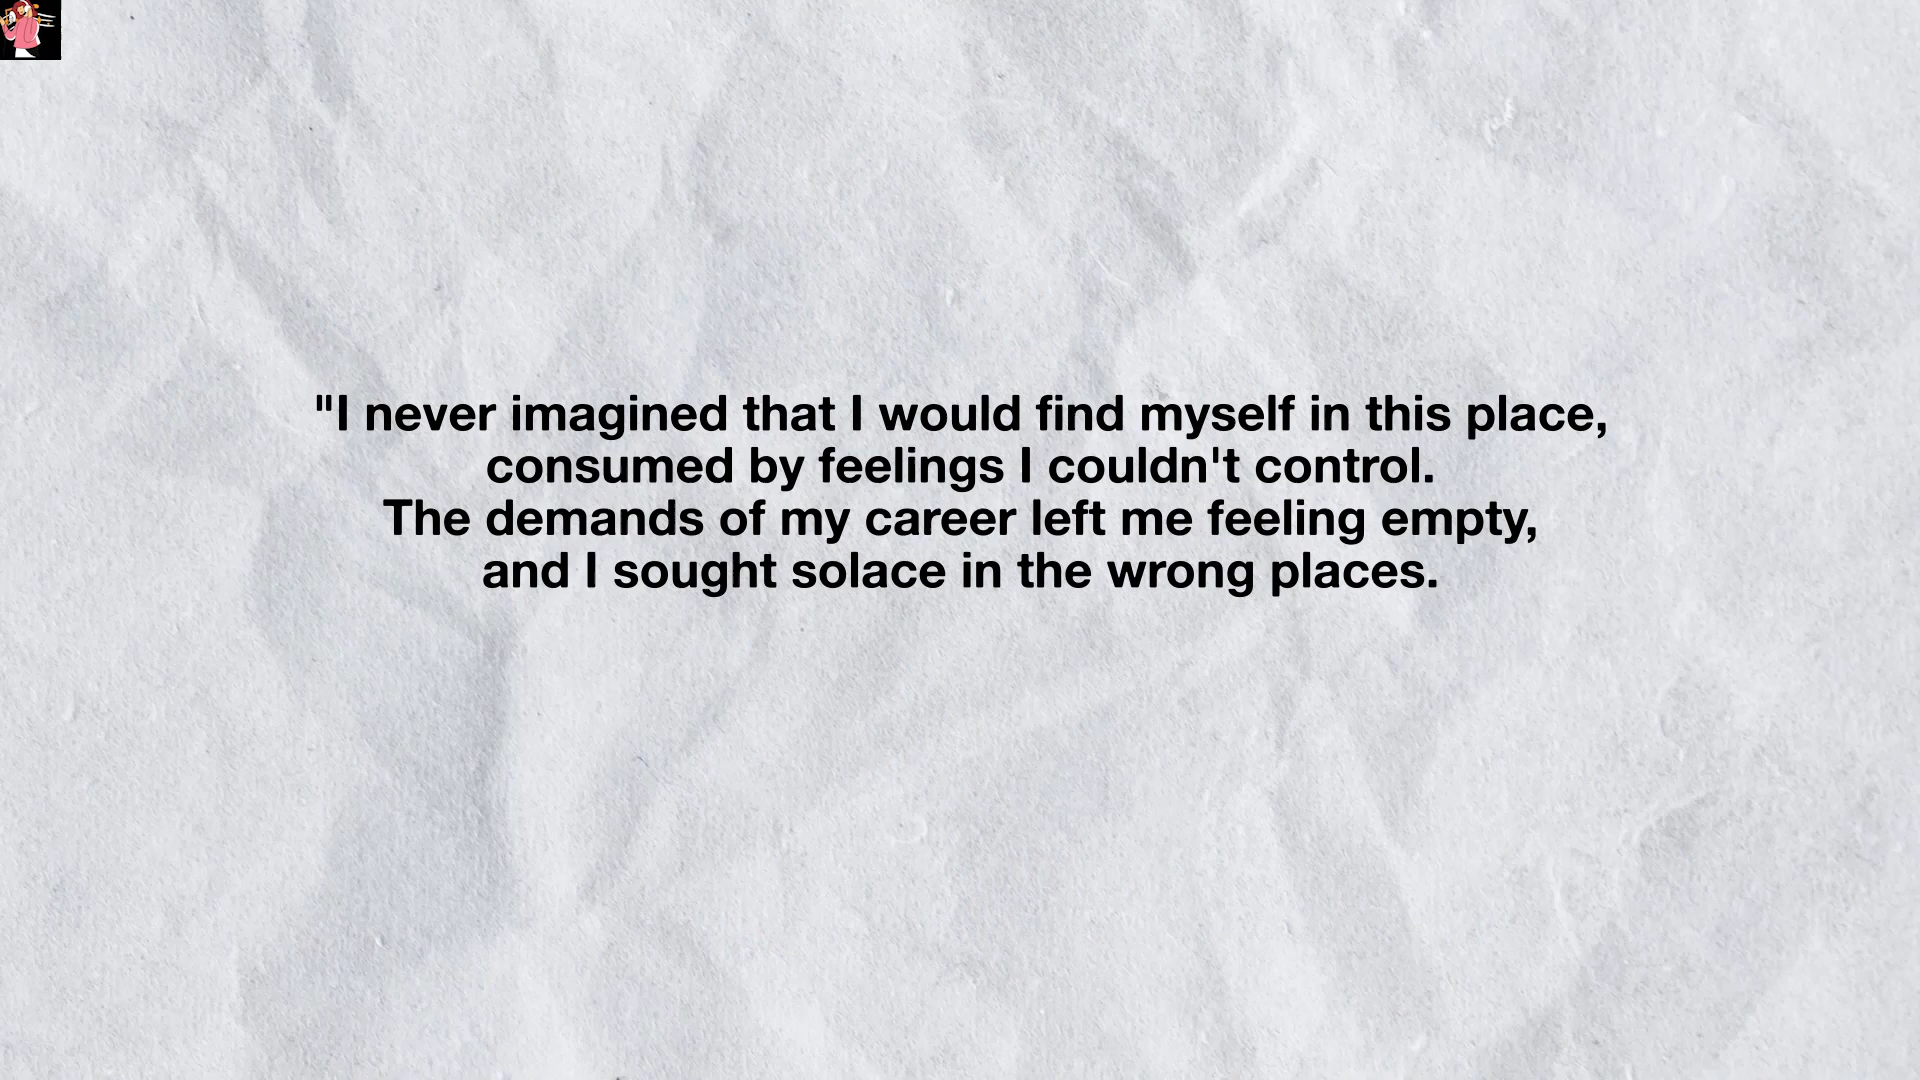 "I never imagined that I would find myself in this place,
consumed by feelings I couldn't control.
The demands of my career left me feeling empty,
and I sought solace in the wrong places.